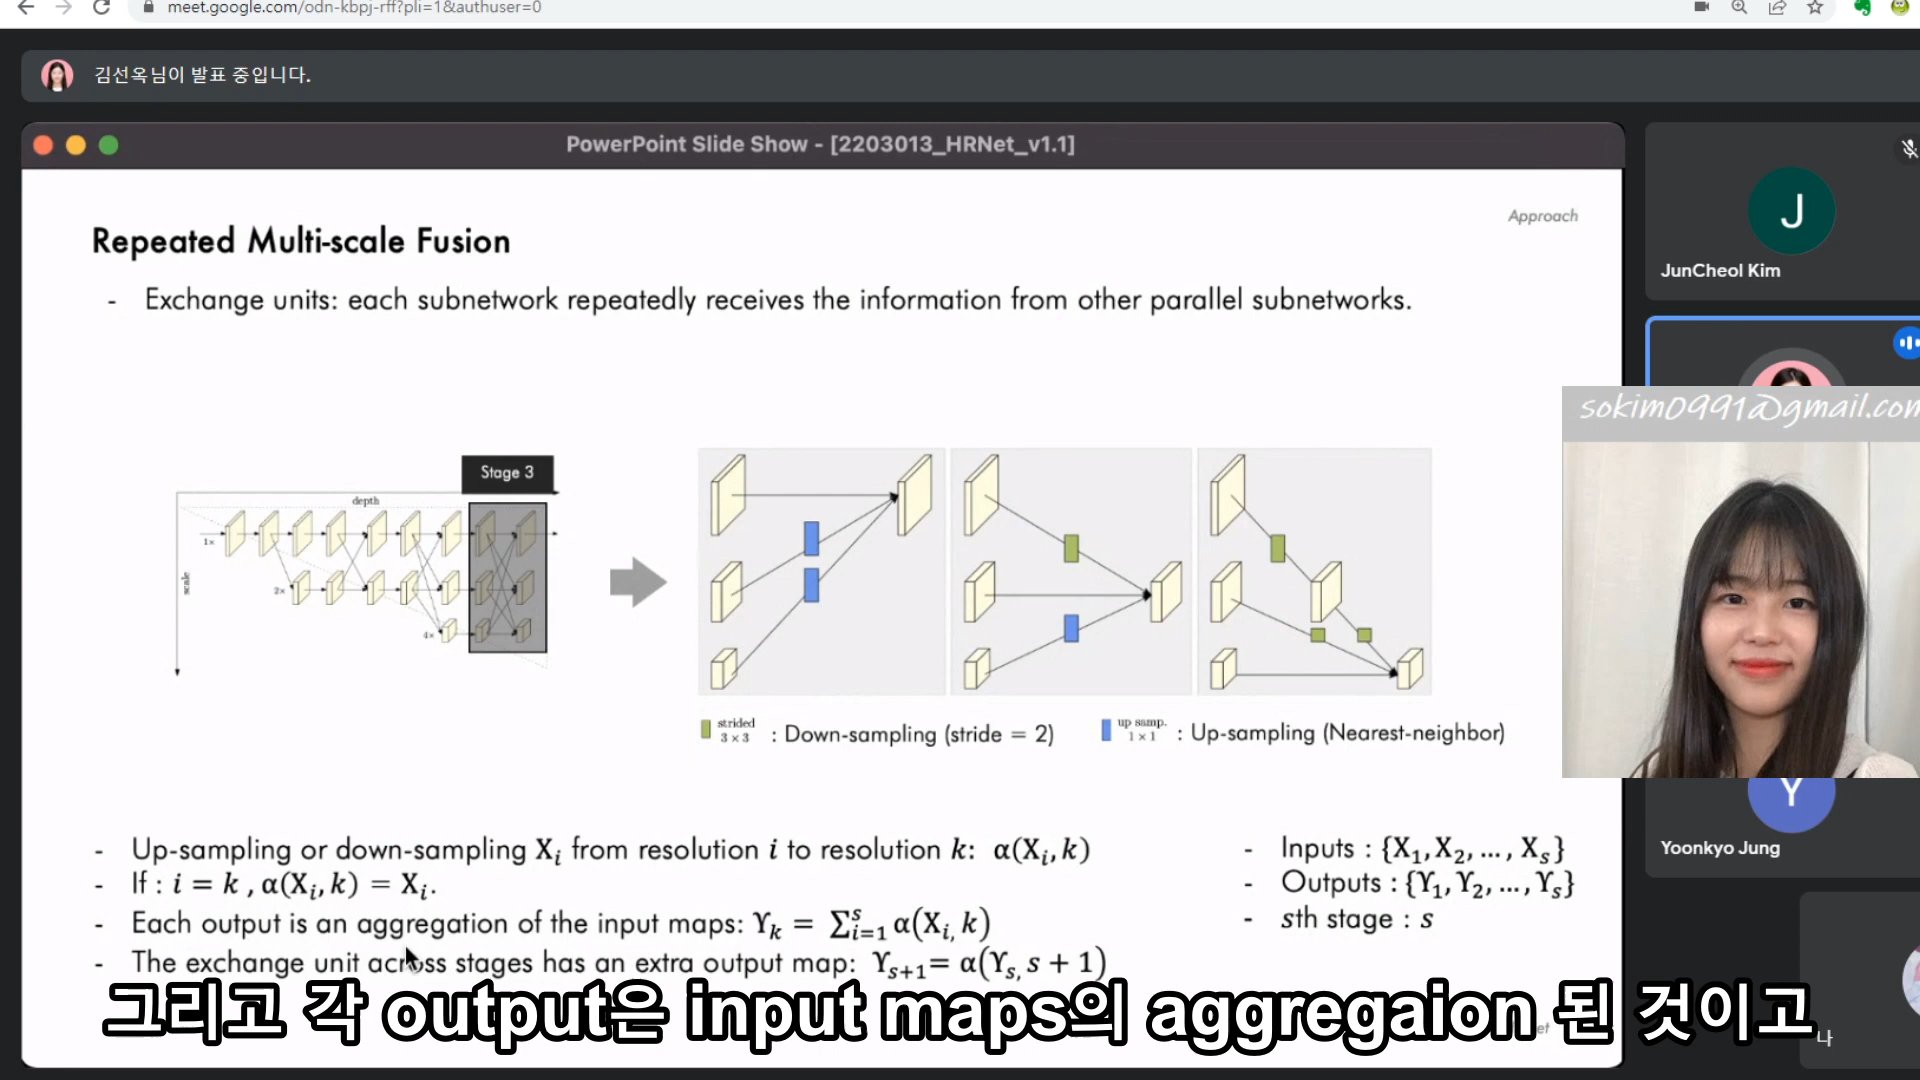 meet.google.com/odn-kbpj-rff?pli=1&authuser=0
김선옥님이 발표 중입니다.
PowerPoint Slide Show - [2203013_HRNet_v1.1]
Approach
Repeated Multi-scale Fusion
- Exchange units: each subnetwork repeatedly receives the information from other parallel subnetworks.
Stage 3
depth
1×
scale
2×
4×
strided
3 × 3
: Down-sampling (stride = 2)
up samp.
1 × 1
: Up-sampling (Nearest-neighbor)
- Up-sampling or down-sampling Xᵢ from resolution i to resolution k: α(Xᵢ, k)
- If : i = k , α(Xᵢ, k) = Xᵢ.
- Each output is an aggregation of the input maps: Yₖ = ∑ˢᵢ₌₁ α(Xᵢ, k)
- The exchange unit across stages has an extra output map: Yₛ₊₁= α(Yₛ, s + 1)
- Inputs : {X₁, X₂, ..., Xₛ}
- Outputs : {Y₁, Y₂, ..., Yₛ}
- sth stage : s
그리고 각 output은 input maps의 aggregaion 된 것이고
J
JunCheol Kim
sokim0991@gmail.com
Y
Yoonkyo Jung
나